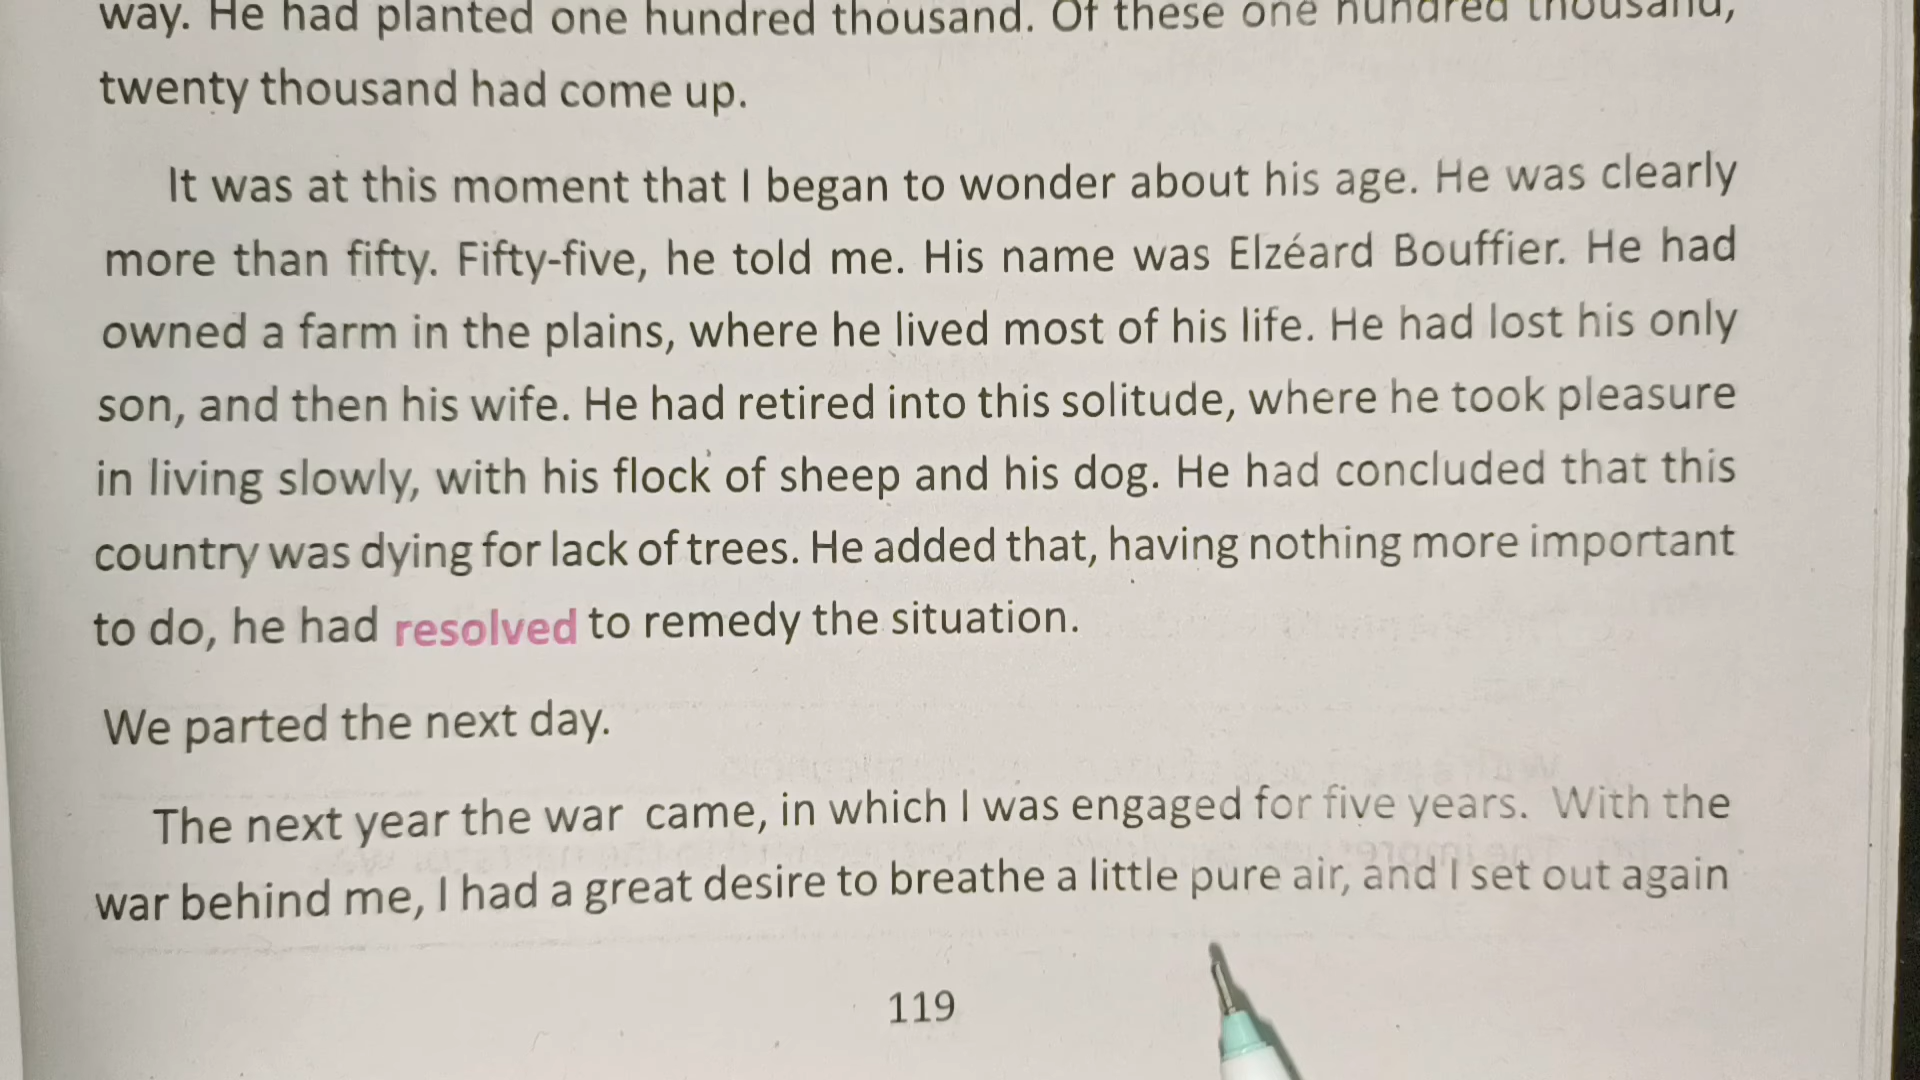 way. He had planted one hundred thousand. Of these one hundred thousand,
twenty thousand had come up.
It was at this moment that I began to wonder about his age. He was clearly
more than fifty. Fifty-five, he told me. His name was Elzéard Bouffier. He had
owned a farm in the plains, where he lived most of his life. He had lost his only
son, and then his wife. He had retired into this solitude, where he took pleasure
in living slowly, with his flock of sheep and his dog. He had concluded that this
country was dying for lack of trees. He added that, having nothing more important
to do, he had resolved to remedy the situation.
We parted the next day.
The next year the war came, in which I was engaged for five years. With the
war behind me, I had a great desire to breathe a little pure air, and I set out again
119